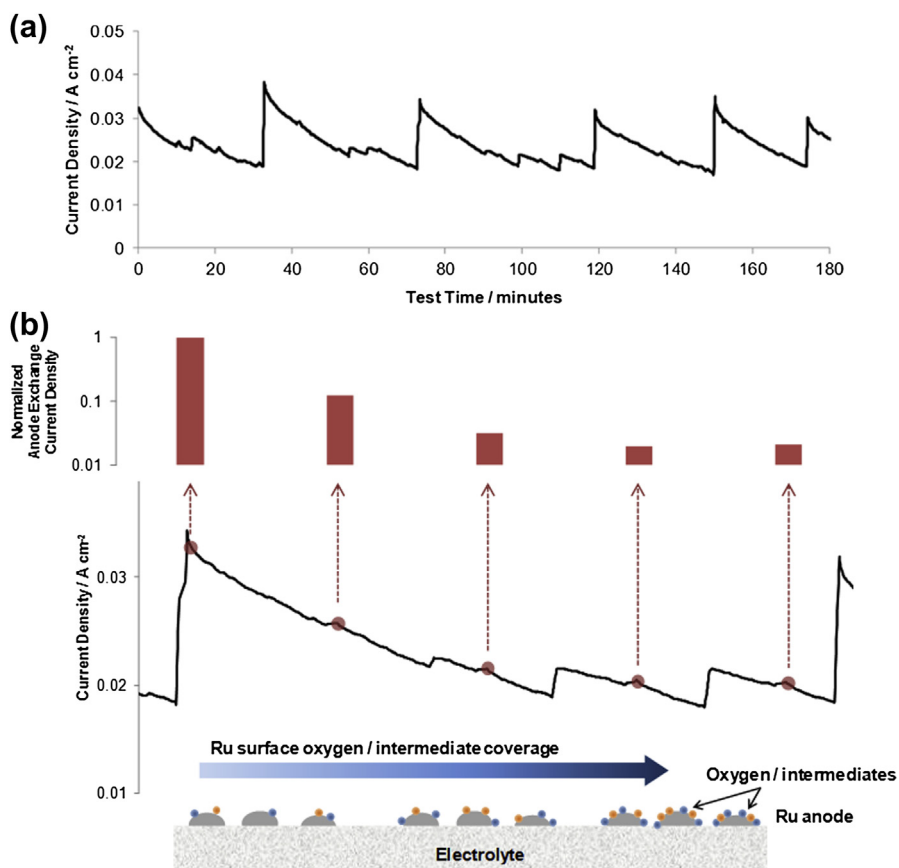 (a)
Current Density / A cm-2
0.05
0.04
0.03
0.02
0.01
0
0 20 40 60 80 100 120 140 160 180
Test Time / minutes
(b)
Normalized
Anode Exchange
Current Density
1
0.1
0.01
Current Density / A cm-2
0.03
0.02
0.01
Ru surface oxygen / intermediate coverage
Oxygen / intermediates
Ru anode
Electrolyte